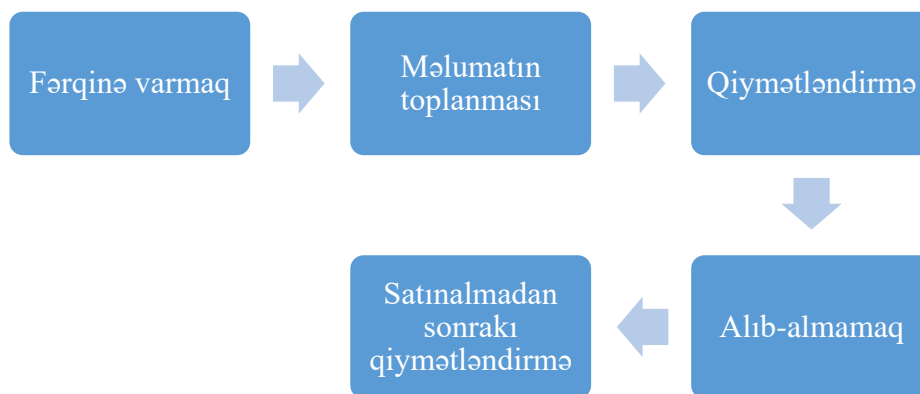 Fərqinə varmaq
Məlumatın
toplanması
Qiymətləndirmə
Alıb-almamaq
Satınalmadan
sonrakı
qiymətləndirmə